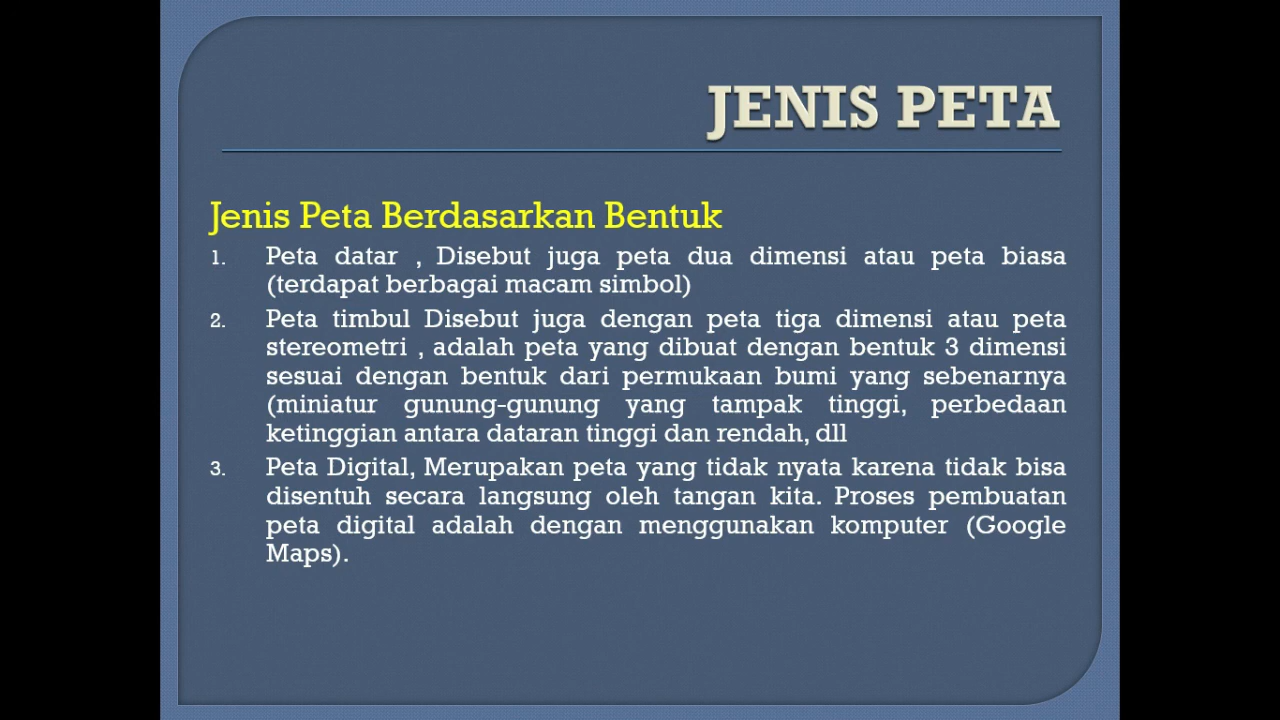 JENIS PETA
Jenis Peta Berdasarkan Bentuk
1. Peta datar , Disebut juga peta dua dimensi atau peta biasa
(terdapat berbagai macam simbol)
2. Peta timbul Disebut juga dengan peta tiga dimensi atau peta
stereometri , adalah peta yang dibuat dengan bentuk 3 dimensi
sesuai dengan bentuk dari permukaan bumi yang sebenarnya
(miniatur gunung-gunung yang tampak tinggi, perbedaan
ketinggian antara dataran tinggi dan rendah, dll
3. Peta Digital, Merupakan peta yang tidak nyata karena tidak bisa
disentuh secara langsung oleh tangan kita. Proses pembuatan
peta digital adalah dengan menggunakan komputer (Google
Maps).